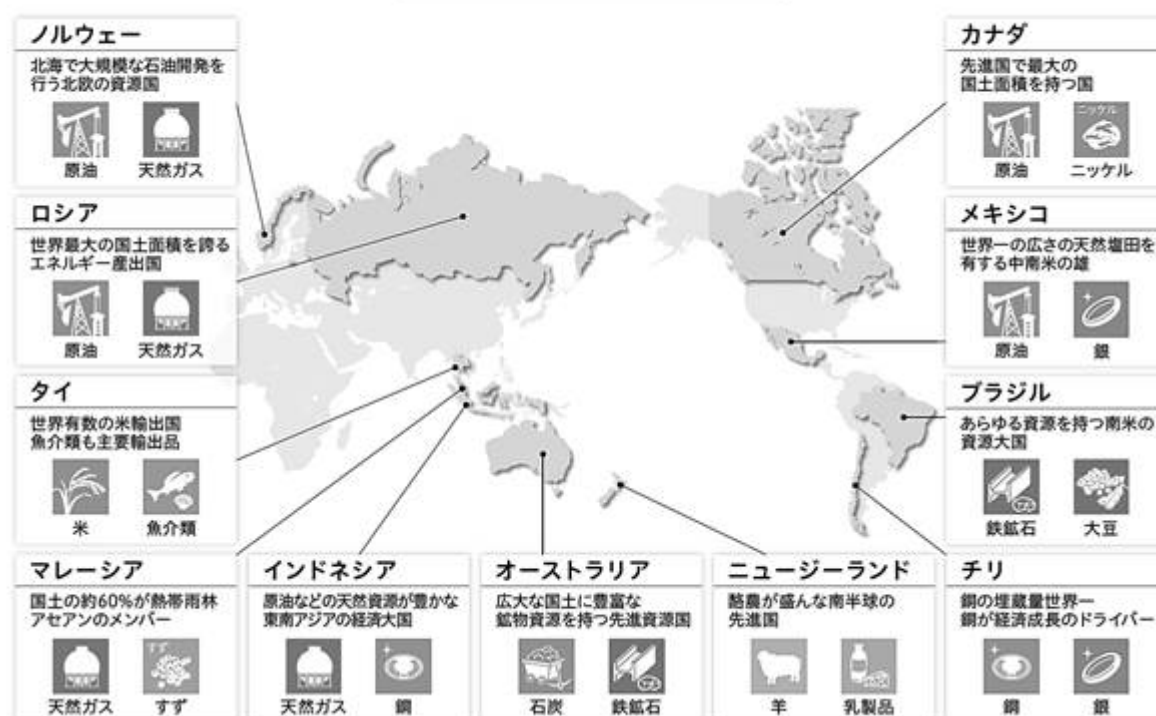 ノルウェー
北海で大規模な石油開発を
行う北欧の資源国
原油 天然ガス
ロシア
世界最大の国土面積を誇る
エネルギー産出国
原油 天然ガス
タイ
世界有数の米輸出国
魚介類も主要輸出品
米 魚介類
マレーシア
国土の約60%が熱帯雨林
アセアンのメンバー
すず
天然ガス すず
インドネシア
原油などの天然資源が豊かな
東南アジアの経済大国
天然ガス 銅
オーストラリア
広大な国土に豊富な
鉱物資源を持つ先進資源国
石炭 鉄鉱石
ニュージーランド
酪農が盛んな南半球の
先進国
羊 乳製品
カナダ
先進国で最大の
国土面積を持つ国
ニッケル
原油 ニッケル
メキシコ
世界一の広さの天然塩田を
有する中南米の雄
原油 銀
ブラジル
あらゆる資源を持つ南米の
資源大国
鉄鉱石 大豆
チリ
銅の埋蔵量世界一
銅が経済成長のドライバー
銅 銀